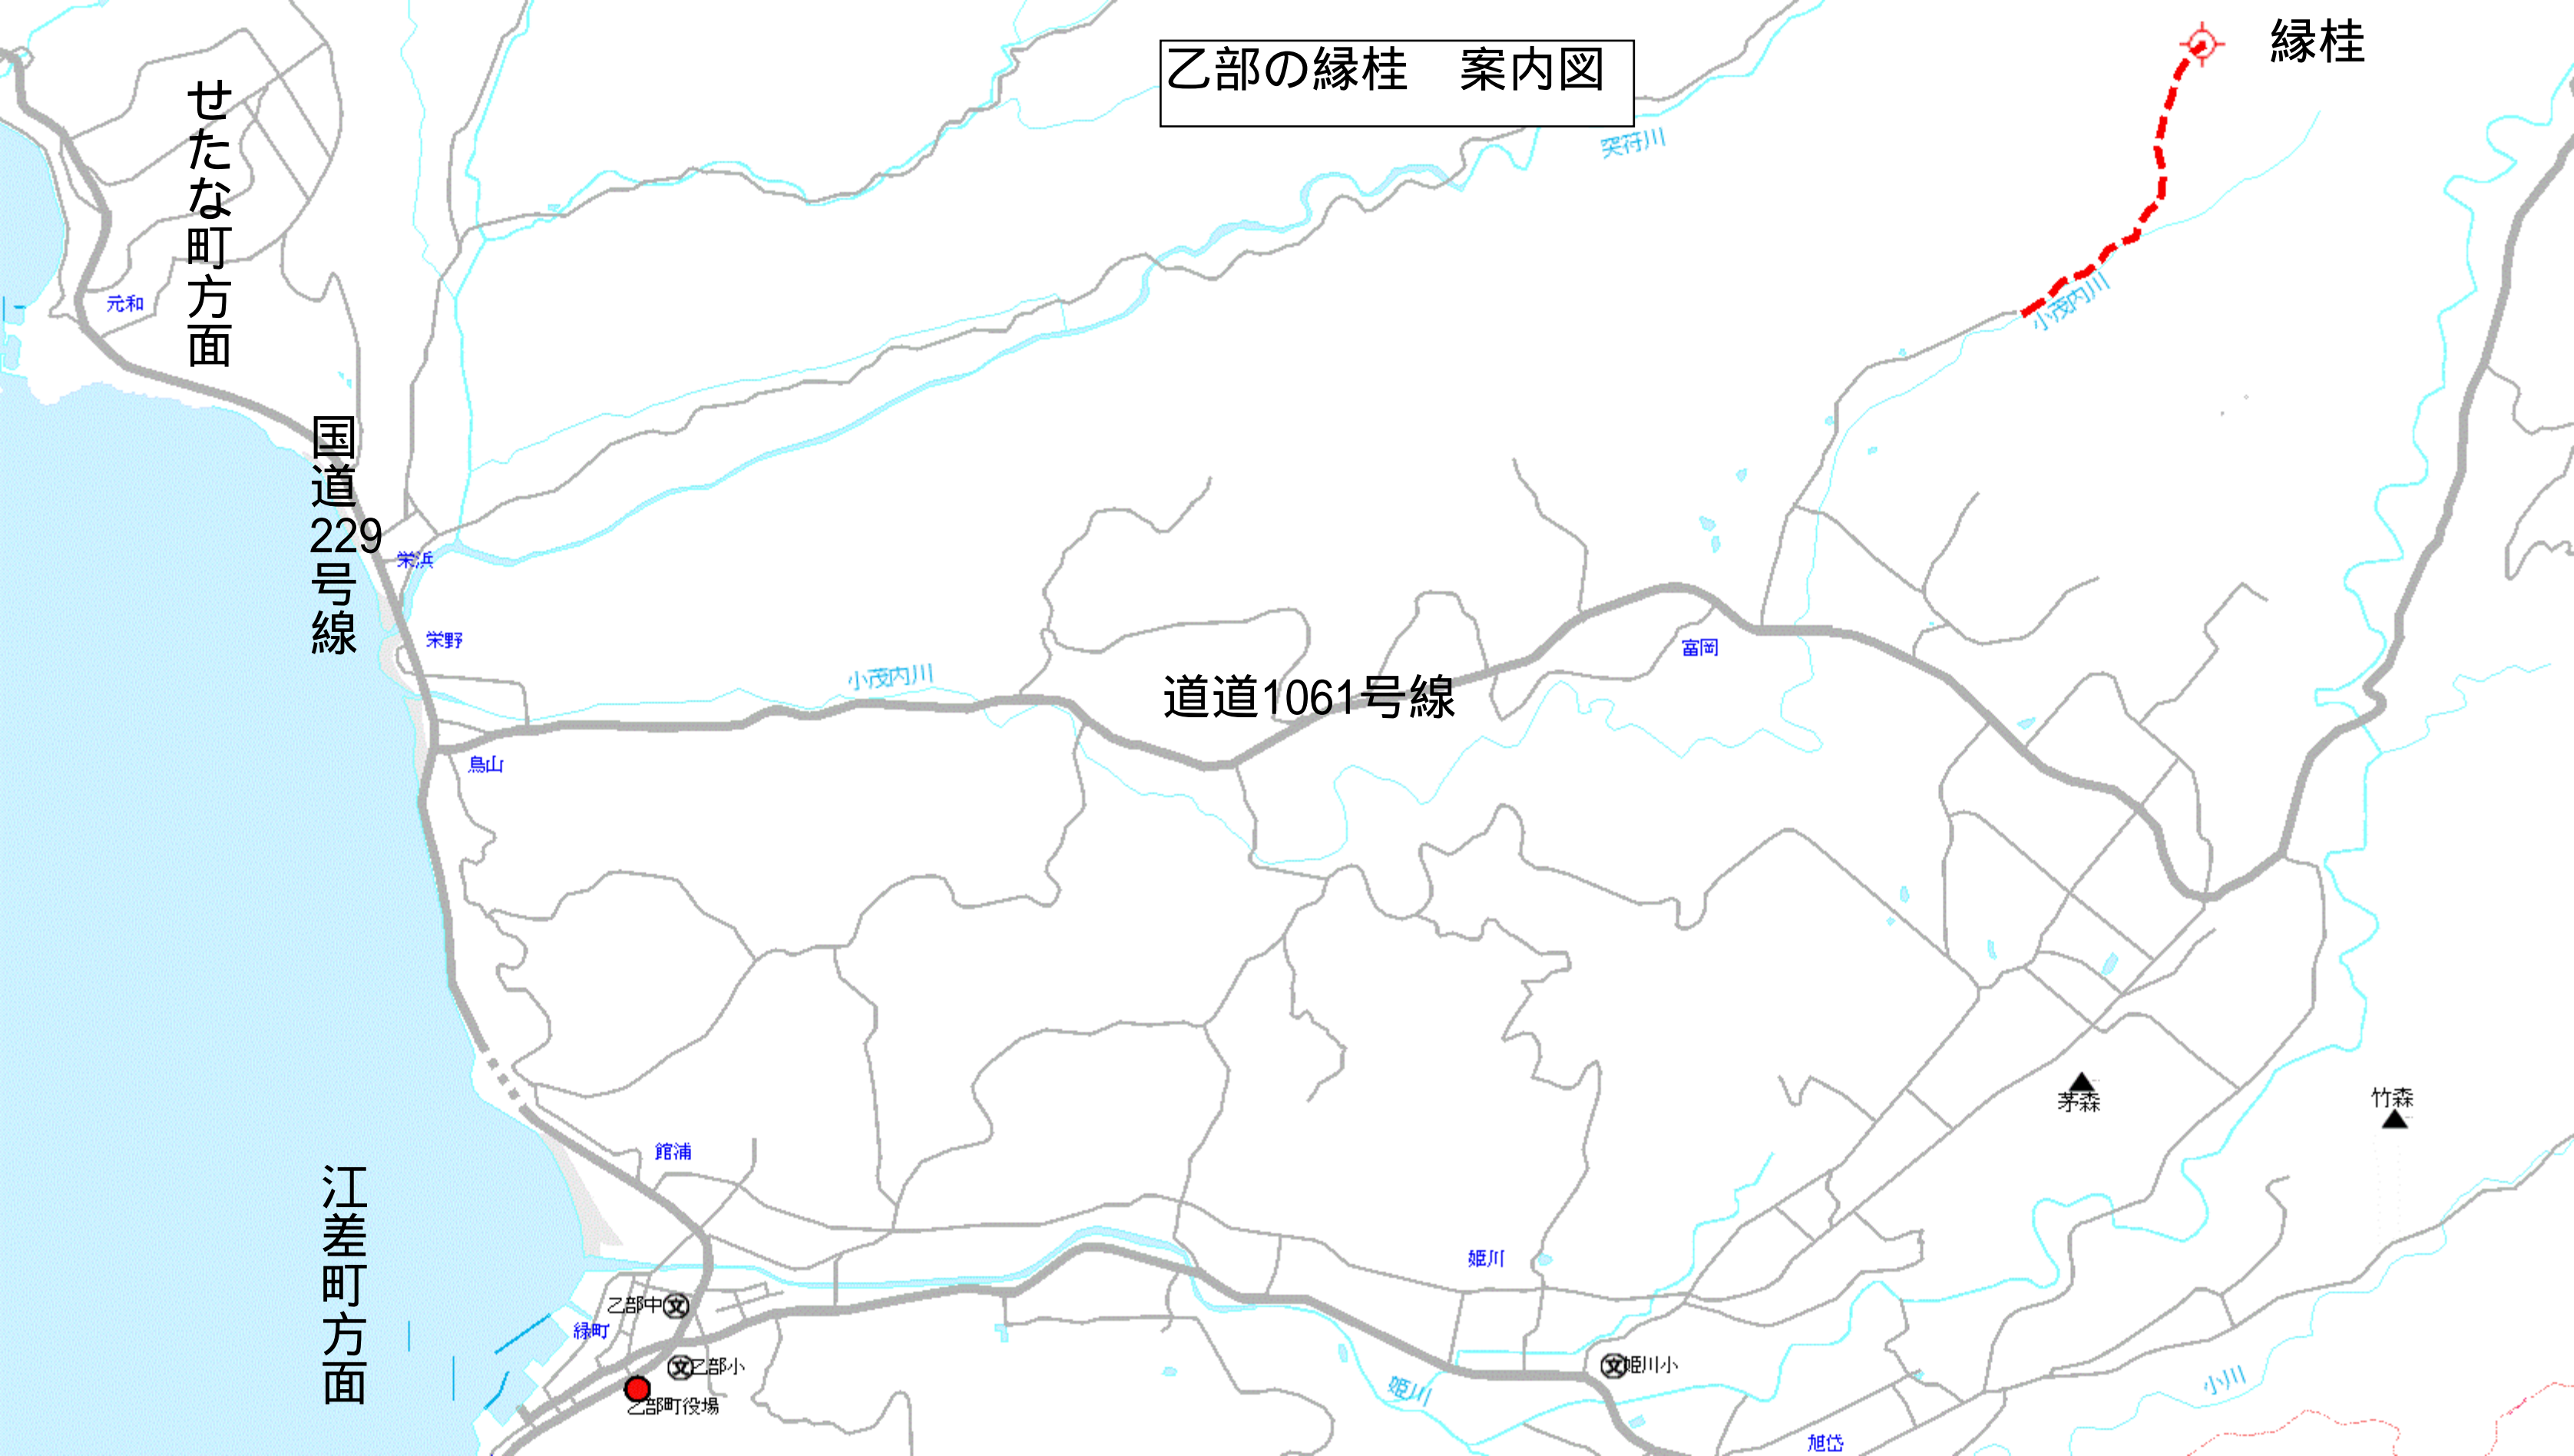 乙部の縁桂　案内図
縁桂
せたな町方面
突符川
元和
小茂内川
国道229号線
栄浜
栄野
富岡
小茂内川
道道1061号線
鳥山
茅森
竹森
館浦
江差町方面
姫川
乙部中
緑町
乙部小
姫川小
乙部町役場
姫川
小川
旭岱